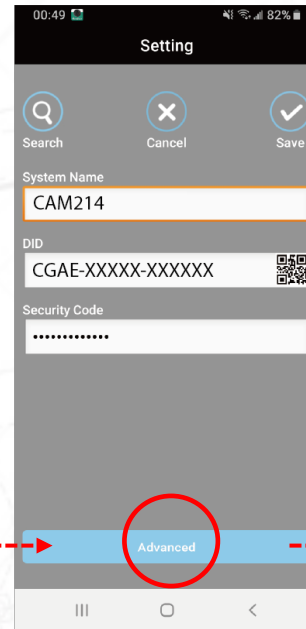 00:49 82%
Setting
Search Cancel Save
System Name
CAM214
DID
CGAE-XXXXX-XXXXXX
Security Code
•••••••••••••
Advanced